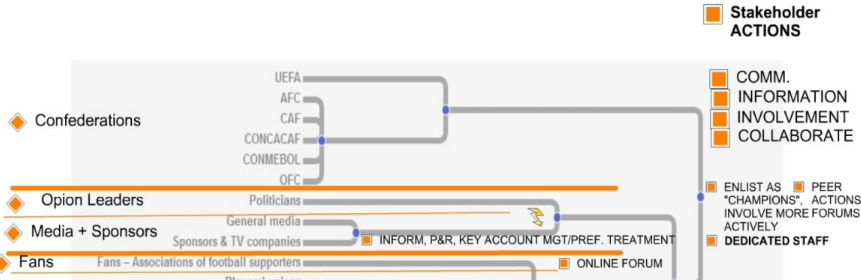 Stakeholder
ACTIONS
UEFA
AFC
CAF
CONCACAF
CONMEBOL
OFC
Confederations
COMM.
INFORMATION
INVOLVEMENT
COLLABORATE
Opion Leaders
Politicians
ENLIST AS PEER
"CHAMPIONS", ACTIONS
INVOLVE MORE FORUMS
ACTIVELY
DEDICATED STAFF
Media + Sponsors
General media
Sponsors & TV companies
INFORM, P&R, KEY ACCOUNT MGT/PREF. TREATMENT
Fans
Fans – Associations of football supporters
ONLINE FORUM